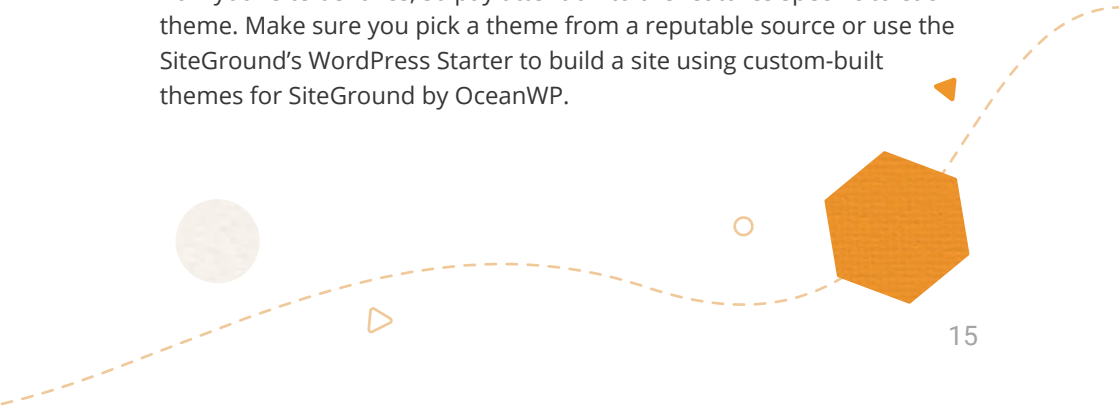 theme. Make sure you pick a theme from a reputable source or use the
SiteGround’s WordPress Starter to build a site using custom-built
themes for SiteGround by OceanWP.
15